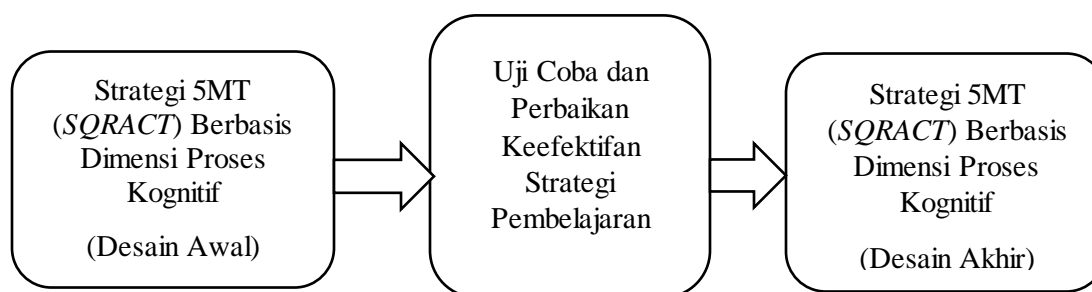 Strategi 5MT
(SQRACT) Berbasis
Dimensi Proses
Kognitif
(Desain Awal)
Uji Coba dan
Perbaikan
Keefektifan
Strategi
Pembelajaran
Strategi 5MT
(SQRACT) Berbasis
Dimensi Proses
Kognitif
(Desain Akhir)